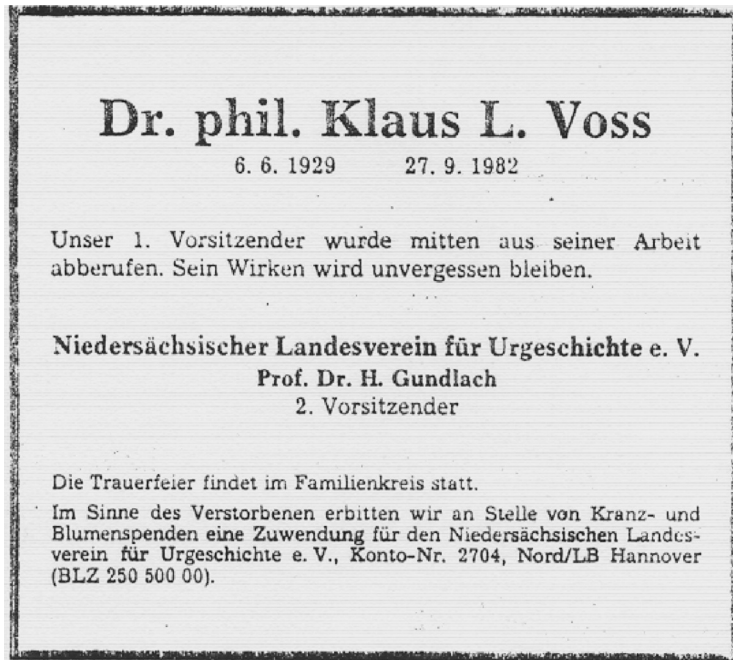 Dr. phil. Klaus L. Voss
6. 6. 1929 27. 9. 1982
Unser 1. Vorsitzender wurde mitten aus seiner Arbeit
abberufen. Sein Wirken wird unvergessen bleiben.
Niedersächsischer Landesverein für Urgeschichte e. V.
Prof. Dr. H. Gundlach
2. Vorsitzender
Die Trauerfeier findet im Familienkreis statt.
Im Sinne des Verstorbenen erbitten wir an Stelle von Kranz- und
Blumenspenden eine Zuwendung für den Niedersächsischen Landes-
verein für Urgeschichte e. V., Konto-Nr. 2704, Nord/LB Hannover
(BLZ 250 500 00).